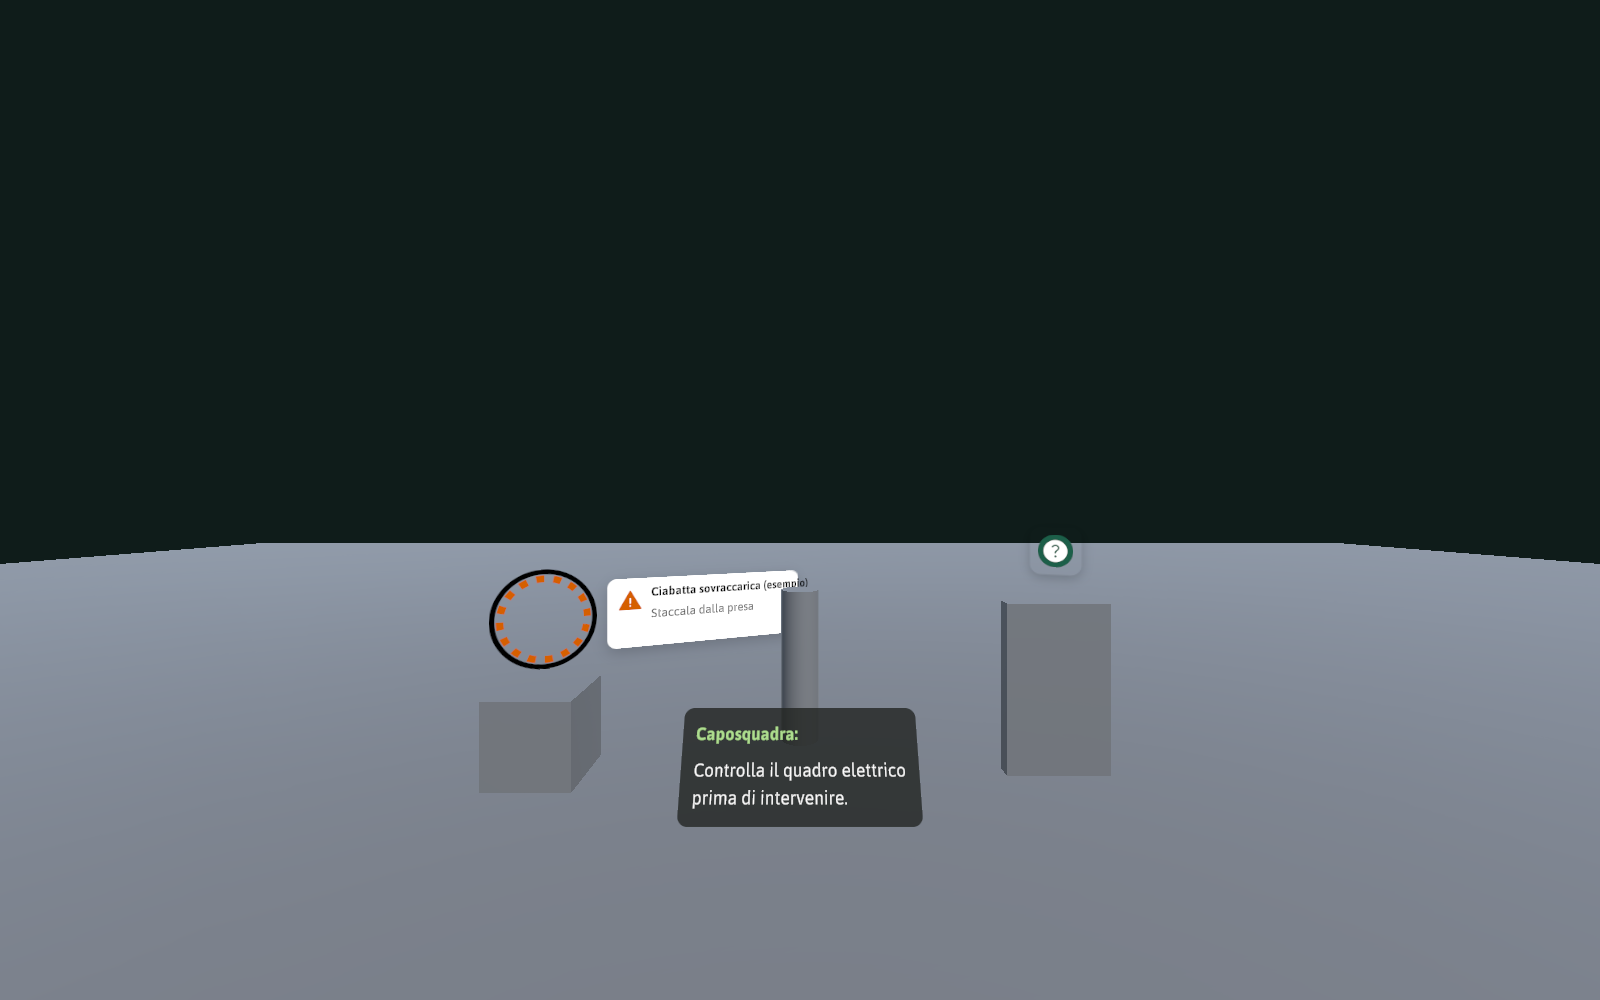 ?
Ciabatta sovraccarica (esempio)
Staccala dalla presa
Caposquadra:
Controlla il quadro elettrico
prima di intervenire.